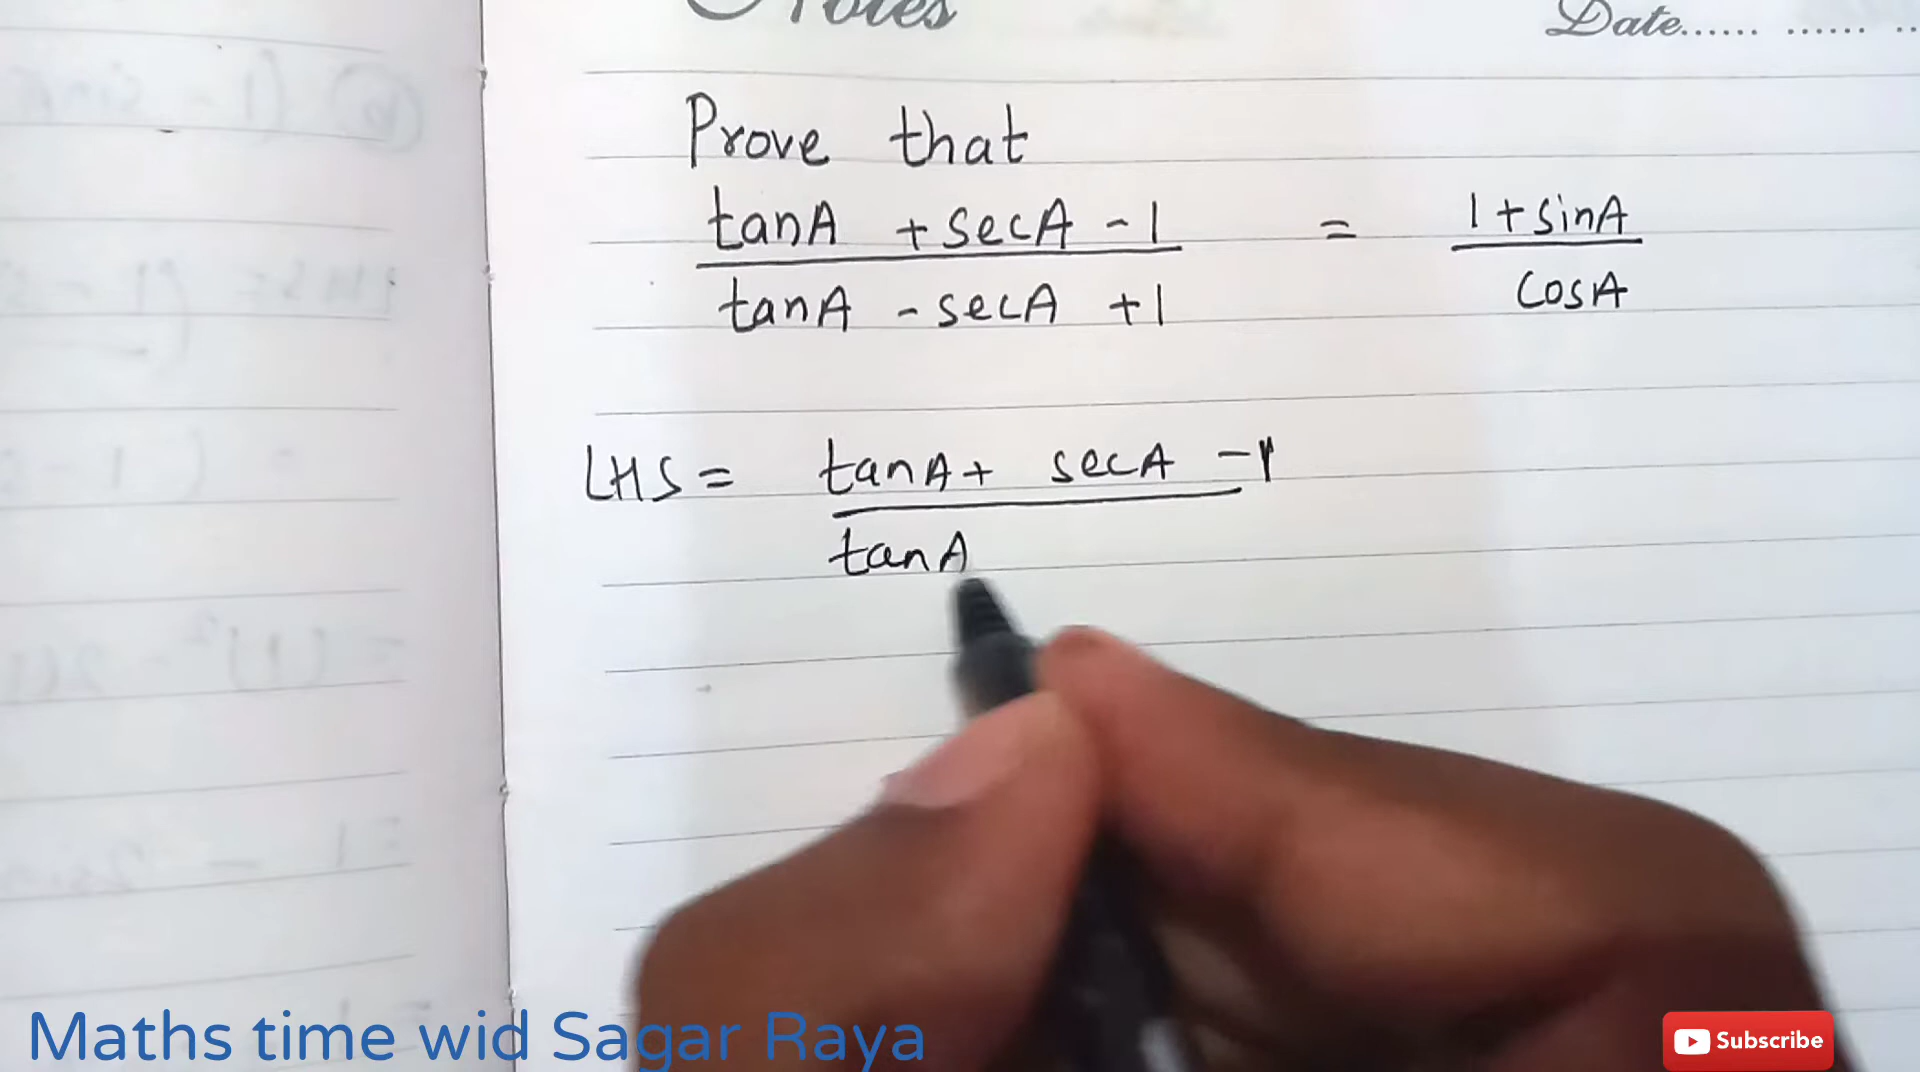 Notes
Date...... ...... ..
Prove that
tanA + secA - 1 = 1 + sinA
tanA - secA + 1 cosA
LHS = tanA + secA - 1
tanA
Maths time wid Sagar Raya
Subscribe